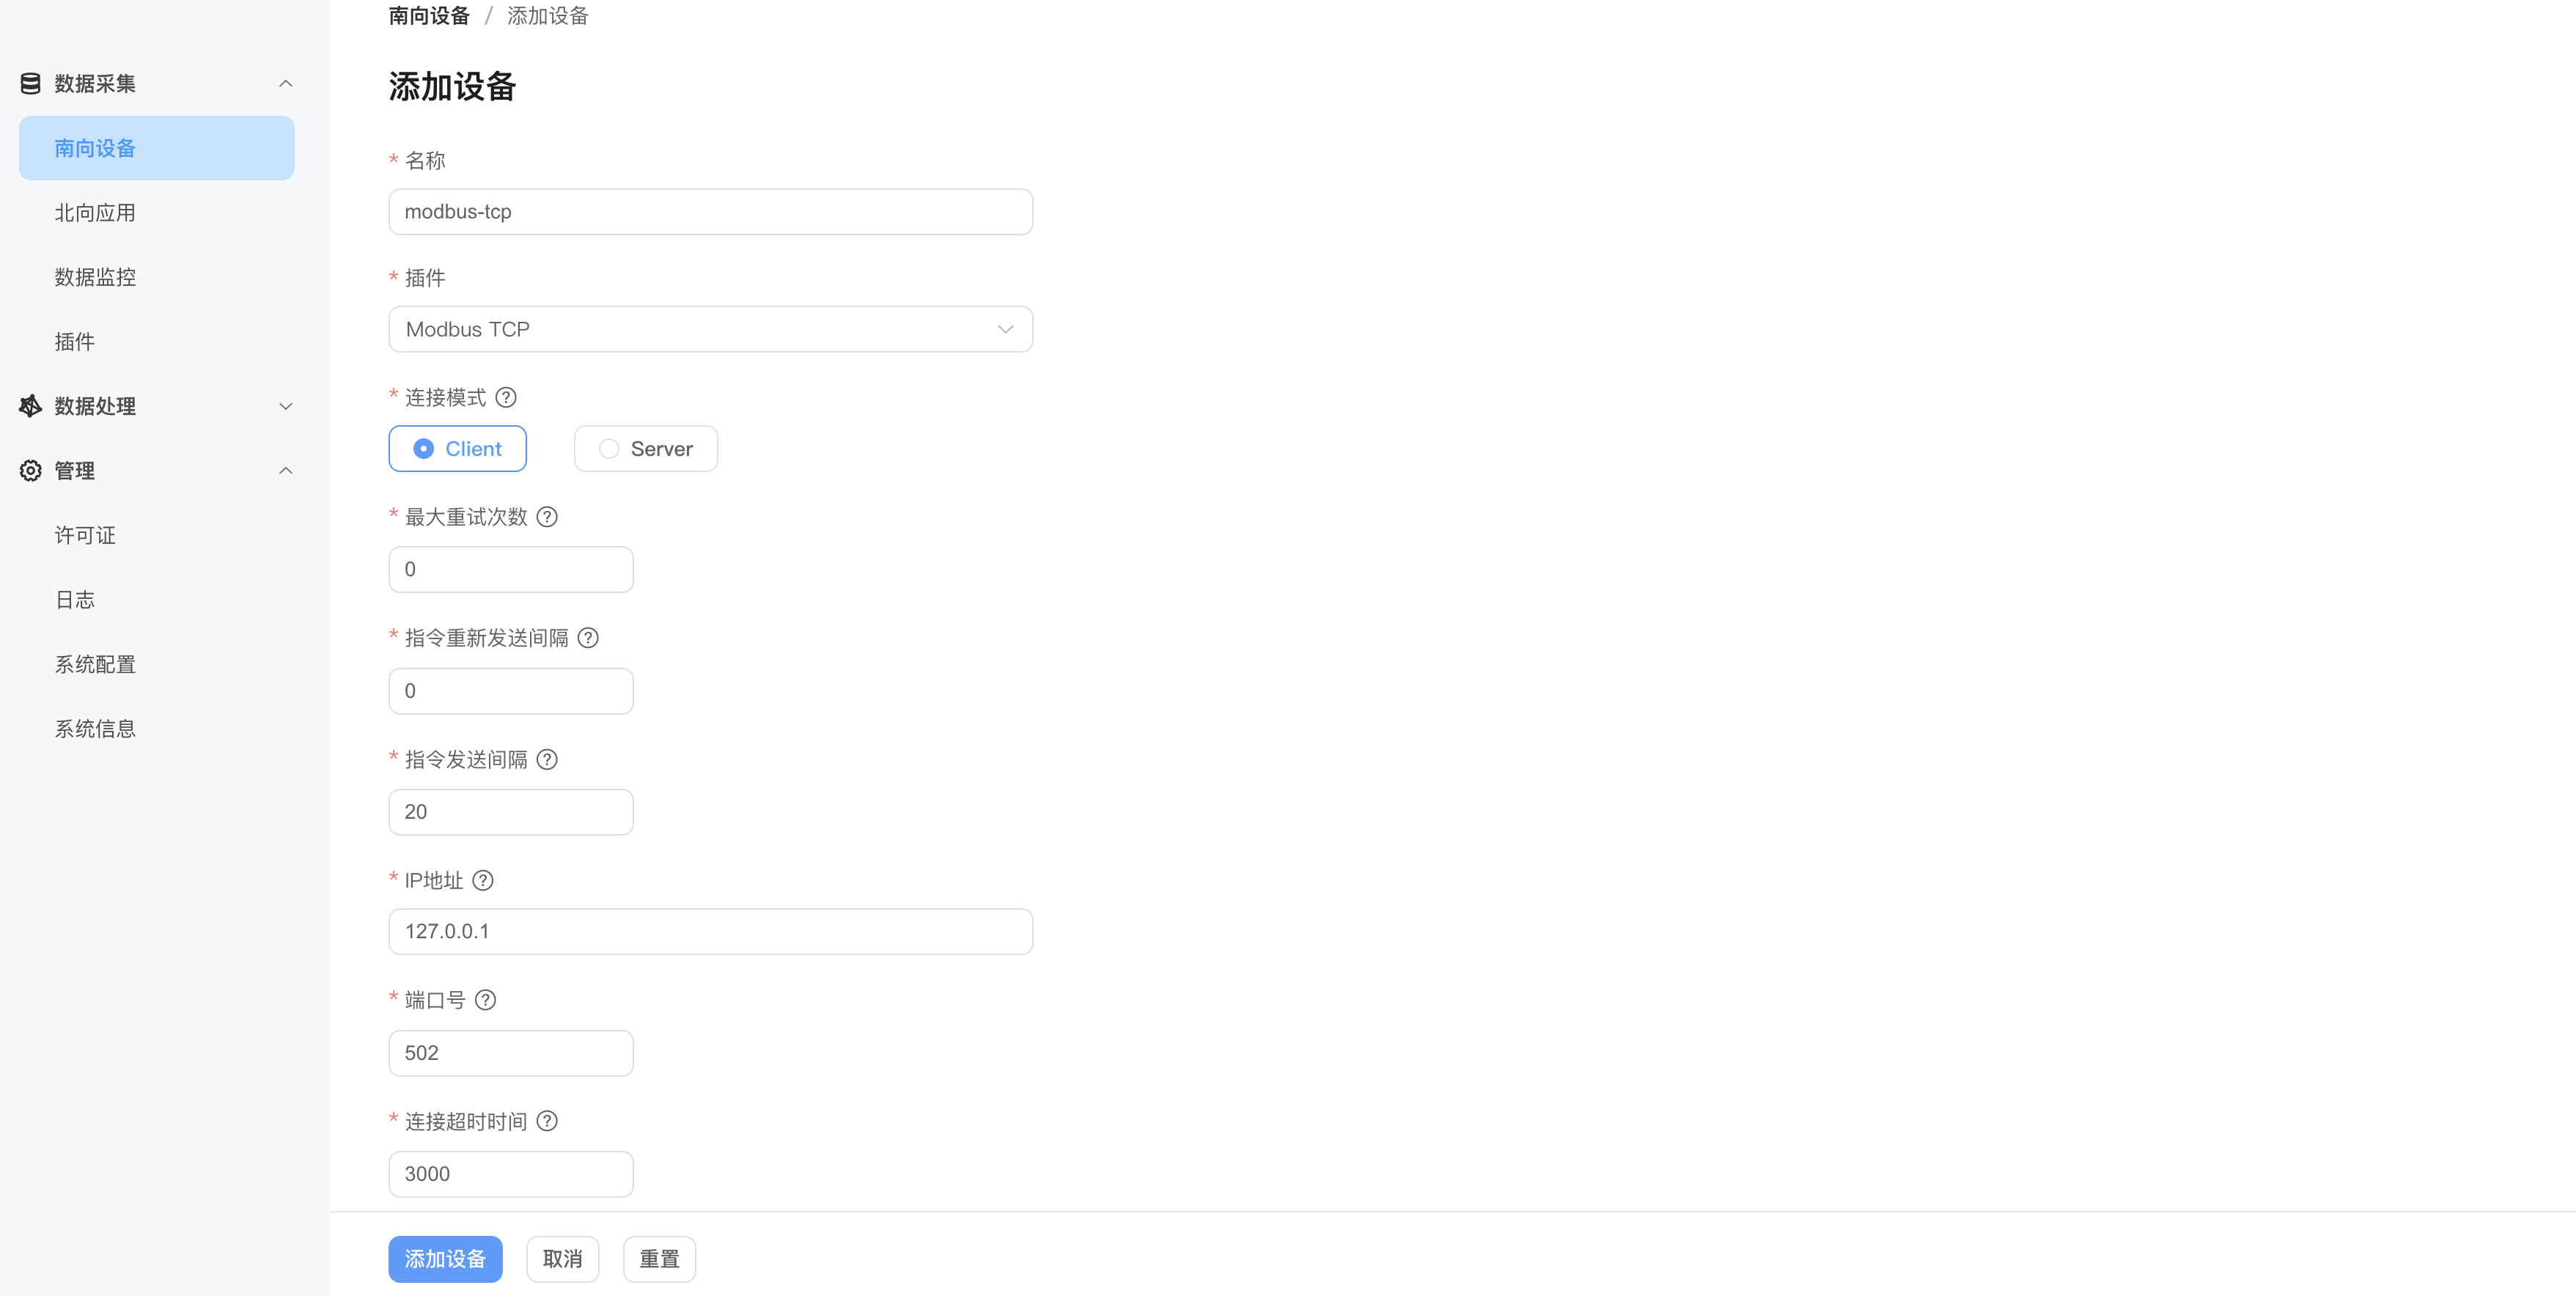 数据采集
南向设备
北向应用
数据监控
插件
数据处理
管理
许可证
日志
系统配置
系统信息
南向设备 / 添加设备
添加设备
* 名称
modbus-tcp
* 插件
Modbus TCP
* 连接模式 ?
Client Server
* 最大重试次数 ?
0
* 指令重新发送间隔 ?
0
* 指令发送间隔 ?
20
* IP地址 ?
127.0.0.1
* 端口号 ?
502
* 连接超时时间 ?
3000
添加设备 取消 重置